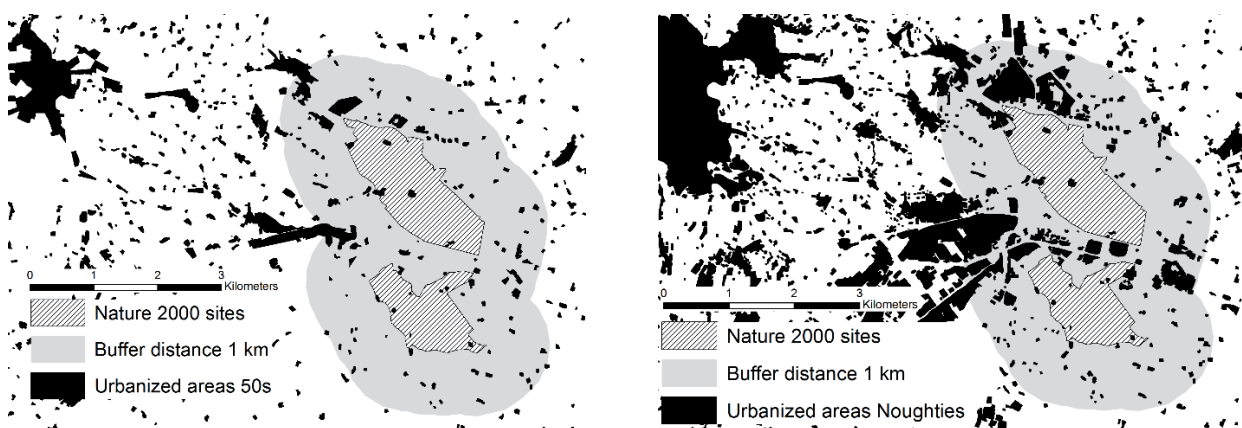 0 1 2 3
Kilometers
Nature 2000 sites
Buffer distance 1 km
Urbanized areas 50s
0 1 2 3
Kilometers
Nature 2000 sites
Buffer distance 1 km
Urbanized areas Noughties